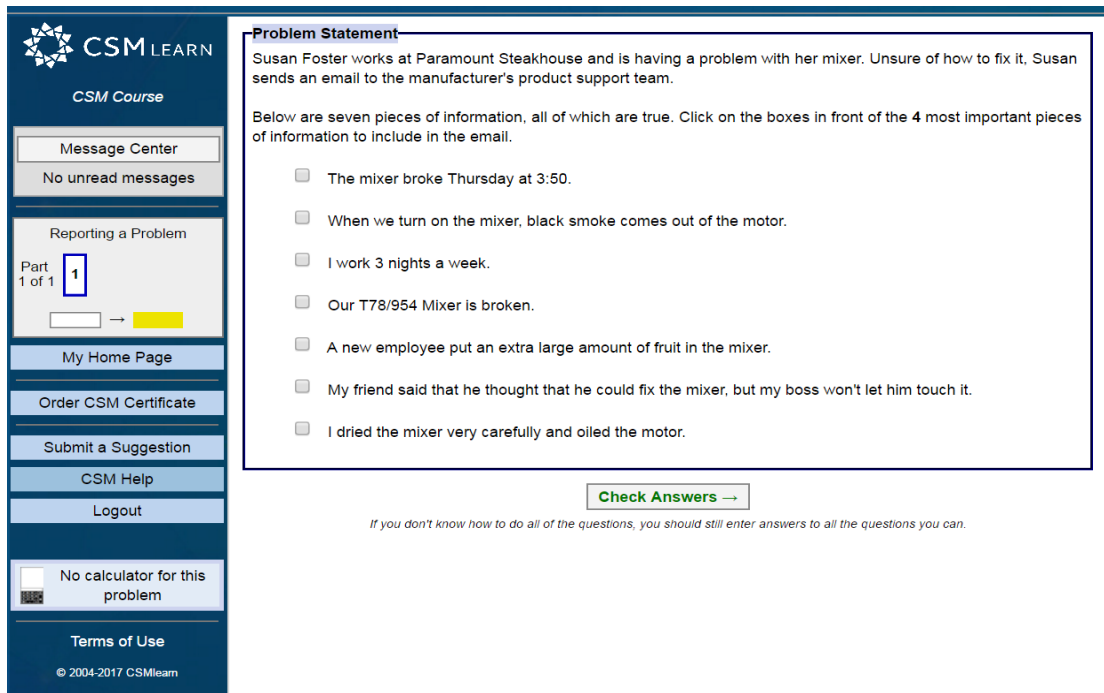 CSM LEARN
CSM Course
Message Center
No unread messages
Reporting a Problem
Part
1 of 1
1
→
My Home Page
Order CSM Certificate
Submit a Suggestion
CSM Help
Logout
No calculator for this
problem
Terms of Use
© 2004-2017 CSMlearn
Problem Statement
Susan Foster works at Paramount Steakhouse and is having a problem with her mixer. Unsure of how to fix it, Susan
sends an email to the manufacturer's product support team.
Below are seven pieces of information, all of which are true. Click on the boxes in front of the 4 most important pieces
of information to include in the email.
The mixer broke Thursday at 3:50.
When we turn on the mixer, black smoke comes out of the motor.
I work 3 nights a week.
Our T78/954 Mixer is broken.
A new employee put an extra large amount of fruit in the mixer.
My friend said that he thought that he could fix the mixer, but my boss won't let him touch it.
I dried the mixer very carefully and oiled the motor.
Check Answers →
If you don't know how to do all of the questions, you should still enter answers to all the questions you can.